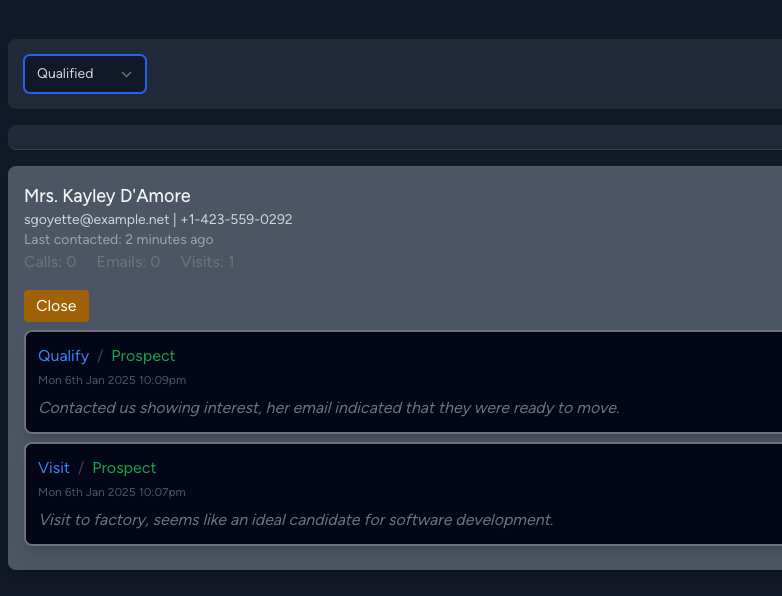 Qualified
Mrs. Kayley D'Amore
sgoyette@example.net | +1-423-559-0292
Last contacted: 2 minutes ago
Calls: 0 Emails: 0 Visits: 1
Close
Qualify / Prospect
Mon 6th Jan 2025 10:09pm
Contacted us showing interest, her email indicated that they were ready to move.
Visit / Prospect
Mon 6th Jan 2025 10:07pm
Visit to factory, seems like an ideal candidate for software development.